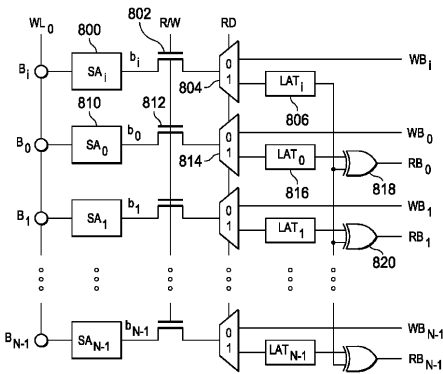 WL0 800 802 R/W RD
Bi SAi bi 0 1 804 LATi 806 WBi
B0 810 SA0 b0 812 0 1 814 LAT0 816 WB0 RB0 818
B1 SA1 b1 0 1 LAT1 WB1 RB1 820
BN-1 SAN-1 bN-1 0 1 LATN-1 WBN-1 RBN-1